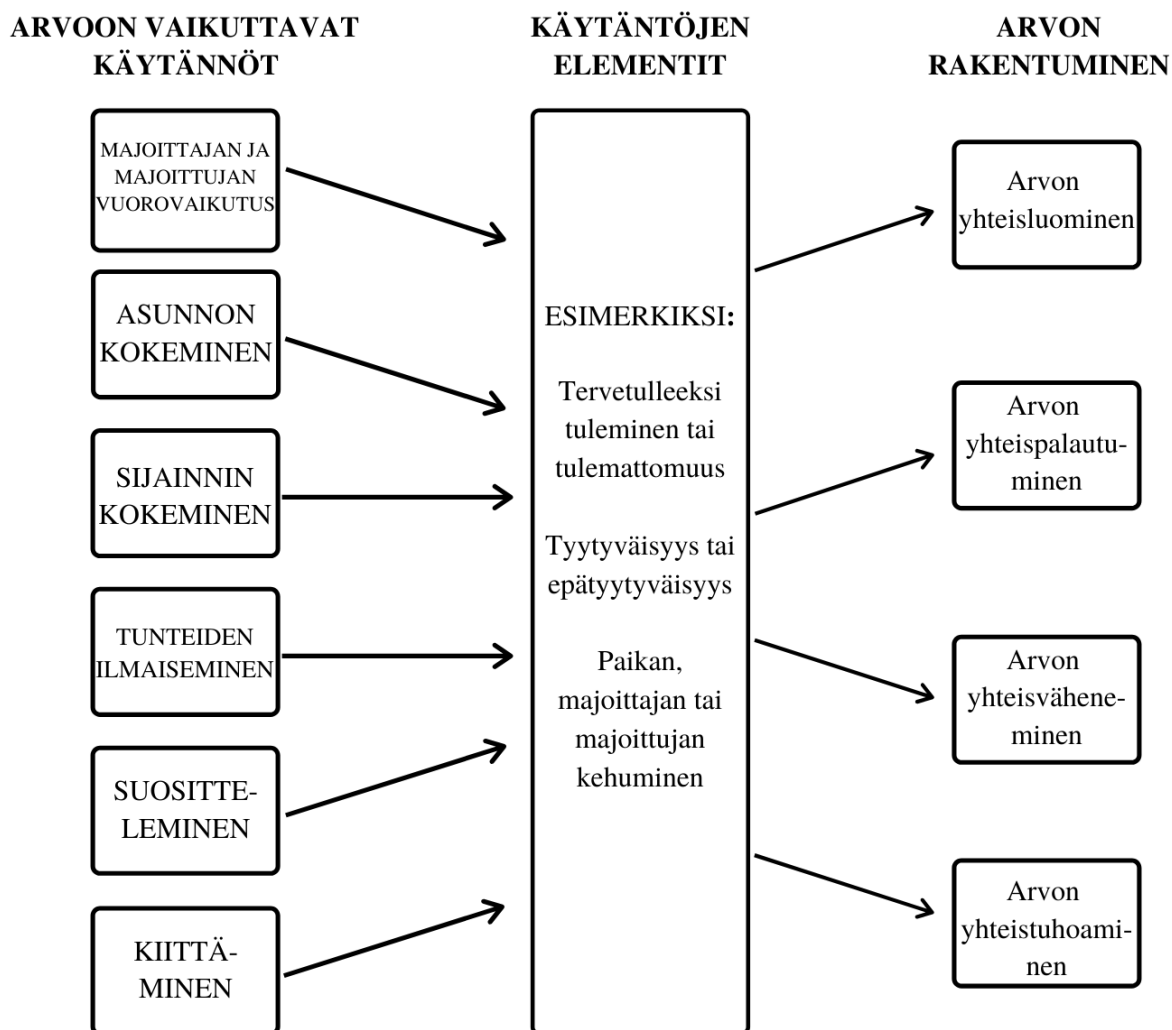 ARVOON VAIKUTTAVAT
KÄYTÄNNÖT
MAJOITTAJAN JA
MAJOITTUJAN
VUOROVAIKUTUS
ASUNNON
KOKEMINEN
SIJAINNIN
KOKEMINEN
TUNTEIDEN
ILMAISEMINEN
SUOSITTE-
LEMINEN
KIITTÄ-
MINEN
KÄYTÄNTÖJEN
ELEMENTIT
ESIMERKIKSI:
Tervetulleeksi
tuleminen tai
tulemattomuus
Tyytyväisyys tai
epätyytyväisyys
Paikan,
majoittajan tai
majoittujan
kehuminen
ARVON
RAKENTUMINEN
Arvon
yhteisluominen
Arvon
yhteispalautu-
minen
Arvon
yhteisvähene-
minen
Arvon
yhteistuhoami-
nen